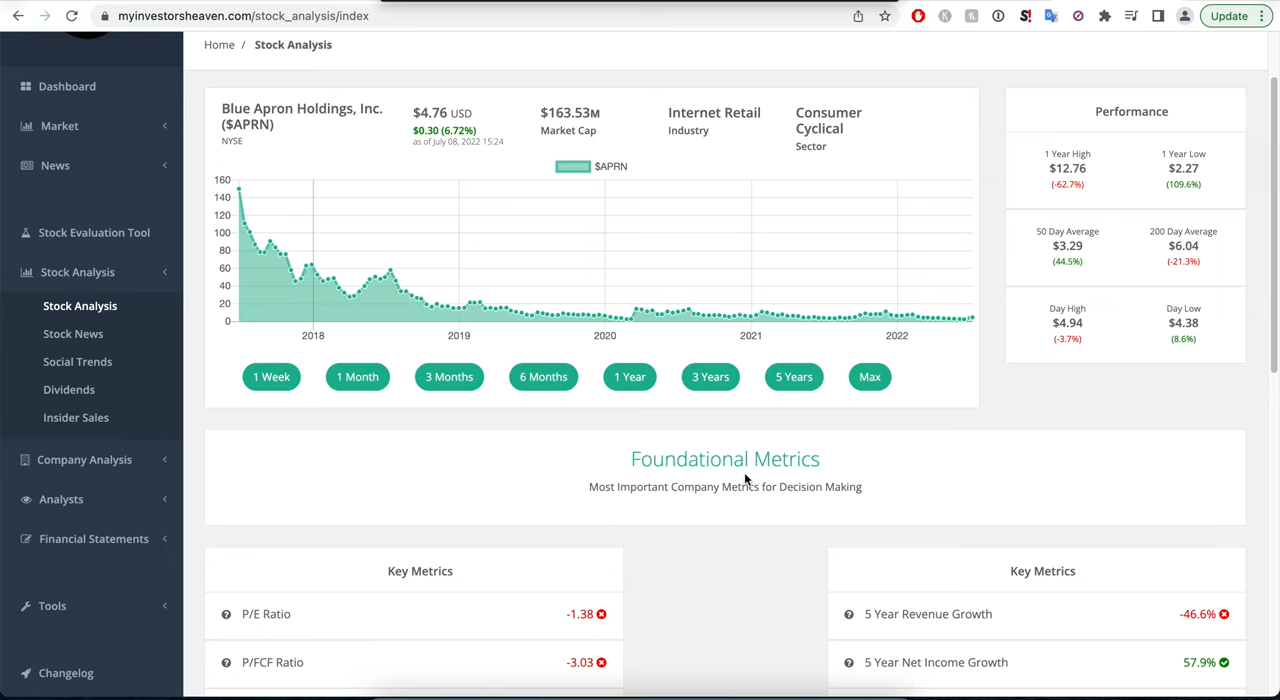 myinvestorsheaven.com/stock_analysis/index
Update
Home / Stock Analysis
Dashboard
Market
News
Stock Evaluation Tool
Stock Analysis
Stock Analysis
Stock News
Social Trends
Dividends
Insider Sales
Company Analysis
Analysts
Financial Statements
Tools
Changelog
Blue Apron Holdings, Inc.
($APRN)
NYSE
$4.76 USD
$0.30 (6.72%)
as of July 08, 2022 15:24
$163.53M
Market Cap
Internet Retail
Industry
Consumer
Cyclical
Sector
$APRN
160
140
120
100
80
60
40
20
0
2018 2019 2020 2021 2022
1 Week 1 Month 3 Months 6 Months 1 Year 3 Years 5 Years Max
Performance
1 Year High 1 Year Low
$12.76 $2.27
(-62.7%) (109.6%)
50 Day Average 200 Day Average
$3.29 $6.04
(44.5%) (-21.3%)
Day High Day Low
$4.94 $4.38
(-3.7%) (8.6%)
Foundational Metrics
Most Important Company Metrics for Decision Making
Key Metrics
P/E Ratio -1.38
P/FCF Ratio -3.03
Key Metrics
5 Year Revenue Growth -46.6%
5 Year Net Income Growth 57.9%